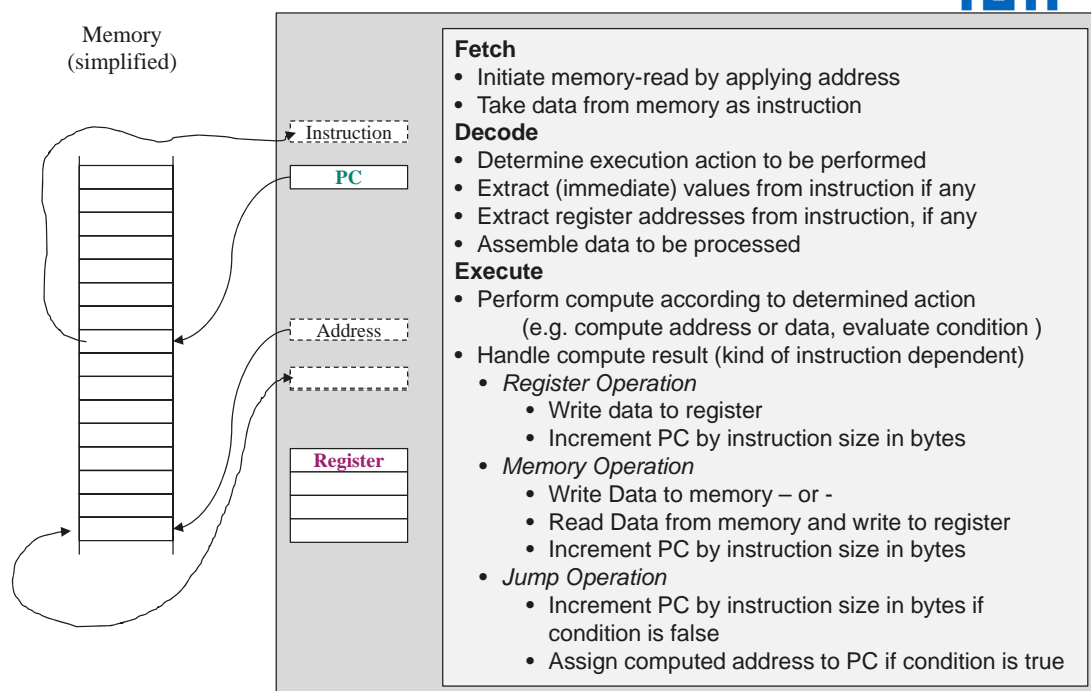 Memory
(simplified)
Instruction
PC
Address
Register
Fetch
• Initiate memory-read by applying address
• Take data from memory as instruction
Decode
• Determine execution action to be performed
• Extract (immediate) values from instruction if any
• Extract register addresses from instruction, if any
• Assemble data to be processed
Execute
• Perform compute according to determined action
(e.g. compute address or data, evaluate condition )
• Handle compute result (kind of instruction dependent)
• Register Operation
• Write data to register
• Increment PC by instruction size in bytes
• Memory Operation
• Write Data to memory – or -
• Read Data from memory and write to register
• Increment PC by instruction size in bytes
• Jump Operation
• Increment PC by instruction size in bytes if
condition is false
• Assign computed address to PC if condition is true